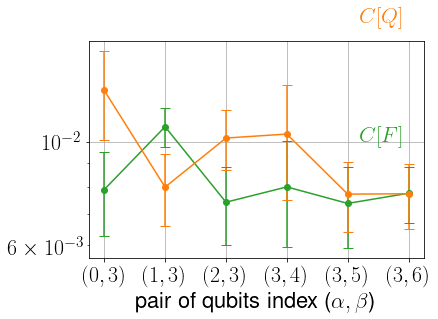 C[Q]
C[F]
10⁻²
6 × 10⁻³
(0, 3) (1, 3) (2, 3) (3, 4) (3, 5) (3, 6)
pair of qubits index (α, β)